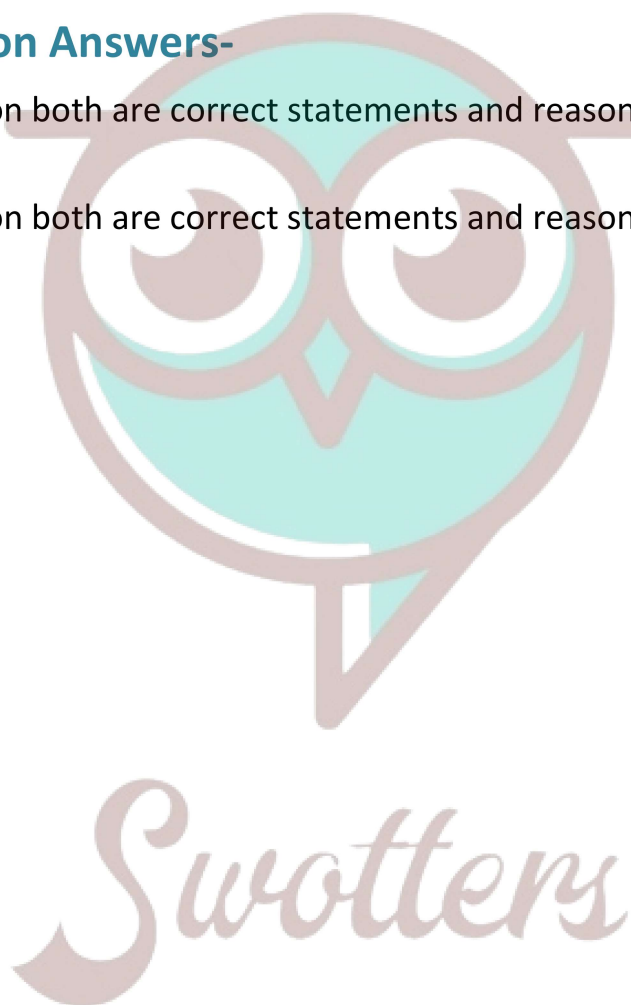 on Answers-
on both are correct statements and reason
on both are correct statements and reason
Swotters